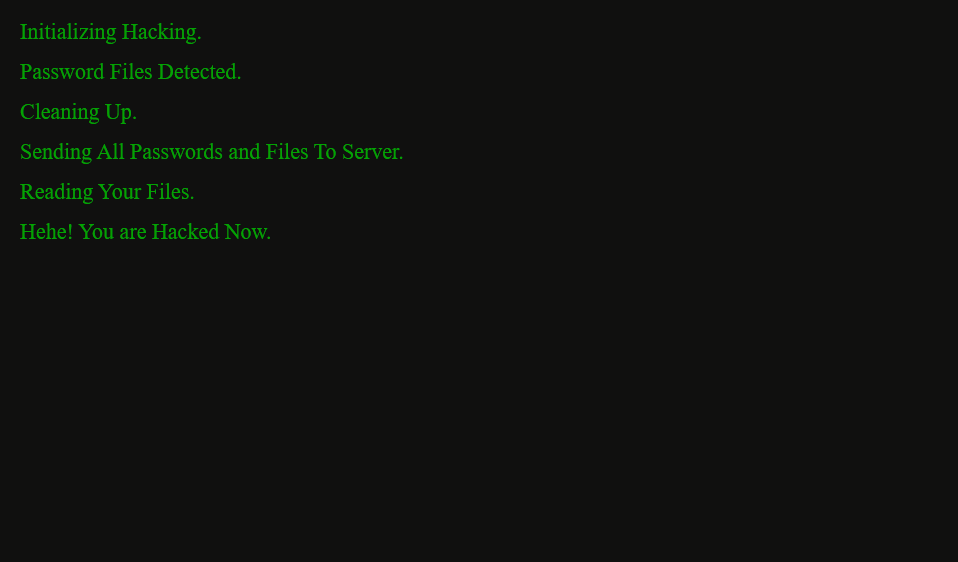 Initializing Hacking.
Password Files Detected.
Cleaning Up.
Sending All Passwords and Files To Server.
Reading Your Files.
Hehe! You are Hacked Now.